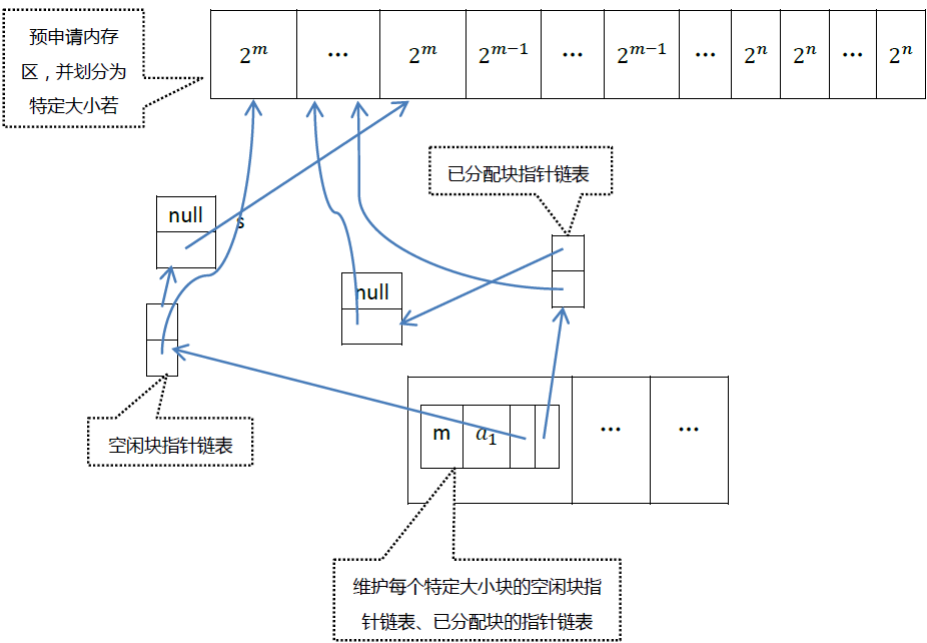 预申请内存
区，并划分为
特定大小若
2^m ... 2^m 2^{m-1} ... 2^{m-1} ... 2^n 2^n ... 2^n
已分配块指针链表
null
s
null
空闲块指针链表
m a_1
... ...
维护每个特定大小块的空闲块指
针链表、已分配块的指针链表